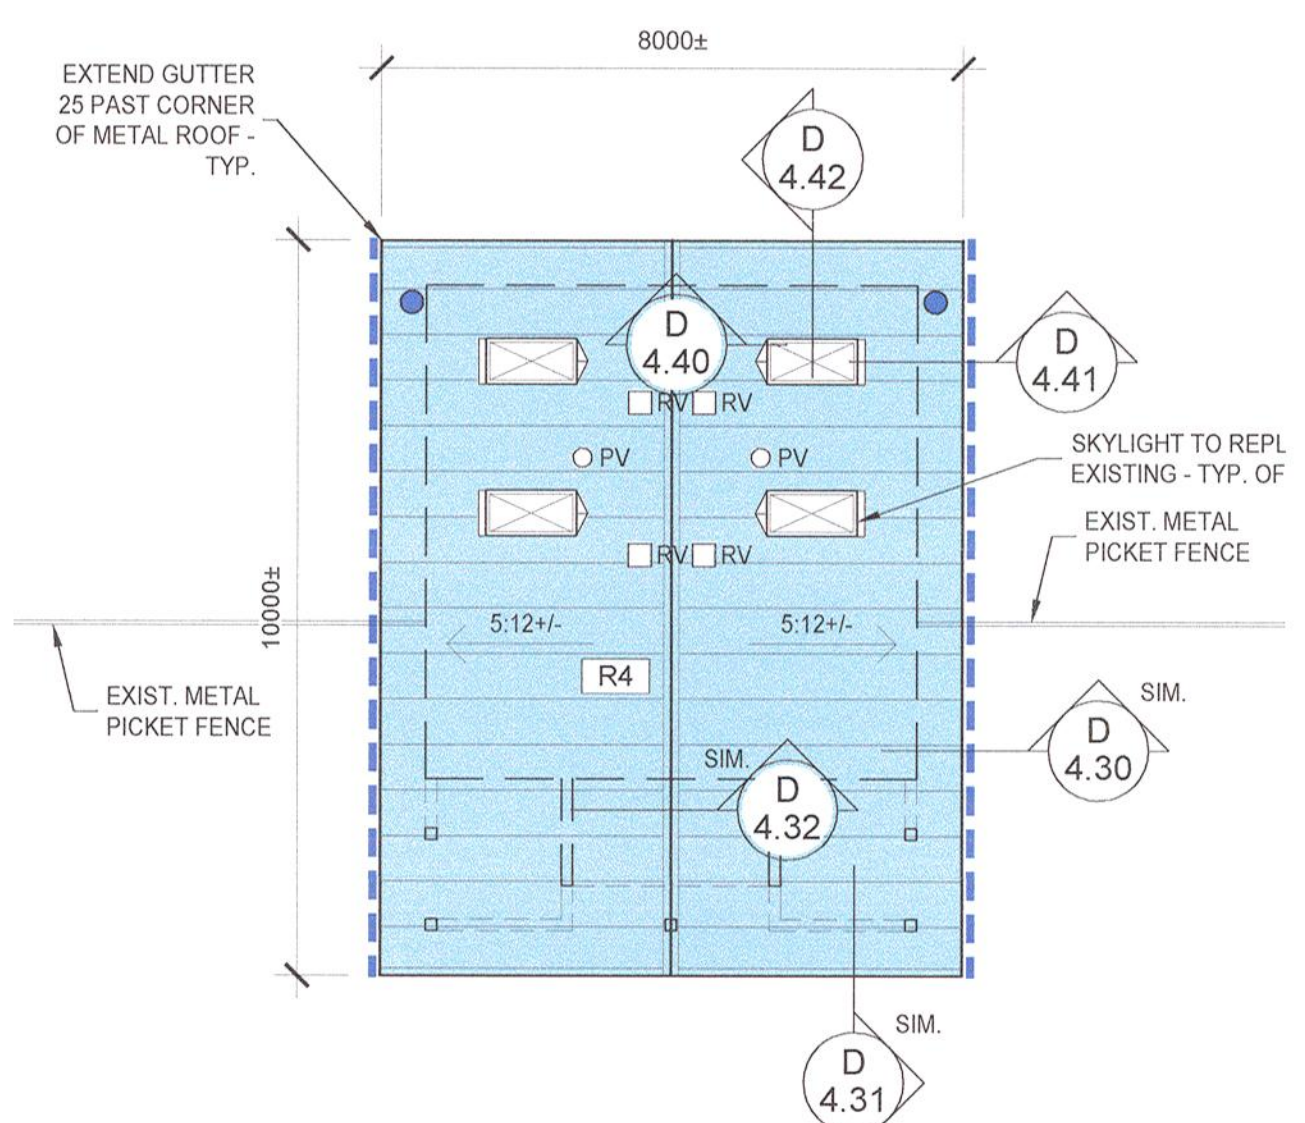 8000±
EXTEND GUTTER
25 PAST CORNER
OF METAL ROOF -
TYP.
D
4.42
D
4.40
D
4.41
RV RV
PV PV
SKYLIGHT TO REPL
EXISTING - TYP. OF
EXIST. METAL
PICKET FENCE
RV RV
10000±
5:12+/- 5:12+/-
R4
EXIST. METAL
PICKET FENCE
SIM.
D
4.30
SIM.
D
4.32
SIM.
D
4.31